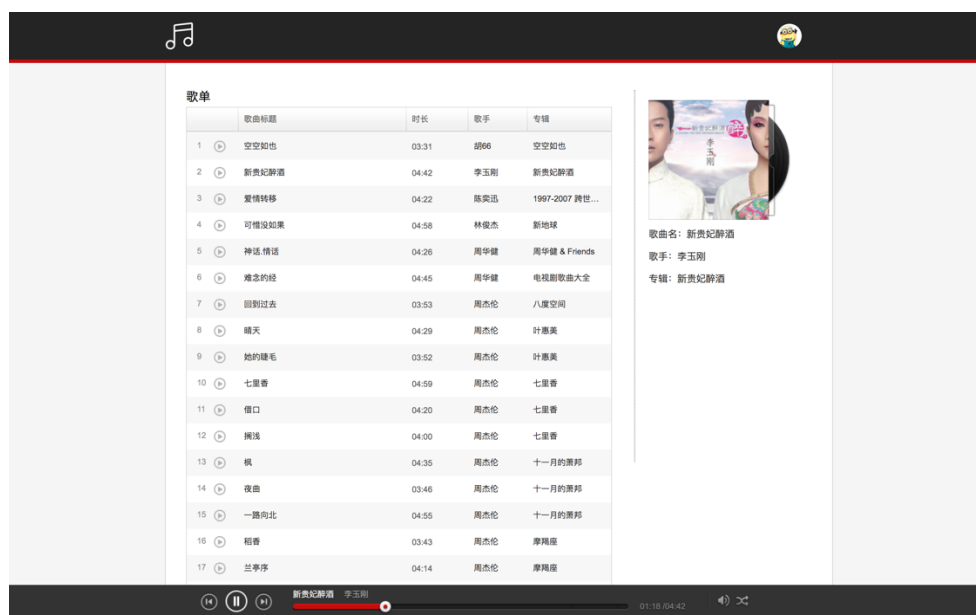 歌单
歌曲标题 时长 歌手 专辑
1 空空如也 03:31 胡66 空空如也
2 新贵妃醉酒 04:42 李玉刚 新贵妃醉酒
3 爱情转移 04:22 陈奕迅 1997-2007 跨世...
4 可惜没如果 04:58 林俊杰 新地球
5 神话.情话 04:26 周华健 周华健 & Friends
6 难念的经 04:45 周华健 电视剧歌曲大全
7 回到过去 03:53 周杰伦 八度空间
8 晴天 04:29 周杰伦 叶惠美
9 她的睫毛 03:52 周杰伦 叶惠美
10 七里香 04:59 周杰伦 七里香
11 借口 04:20 周杰伦 七里香
12 搁浅 04:00 周杰伦 七里香
13 枫 04:35 周杰伦 十一月的萧邦
14 夜曲 03:46 周杰伦 十一月的萧邦
15 一路向北 04:55 周杰伦 十一月的萧邦
16 稻香 03:43 周杰伦 摩羯座
17 兰亭序 04:14 周杰伦 摩羯座
新贵妃醉酒
李玉刚
歌曲名：新贵妃醉酒
歌手：李玉刚
专辑：新贵妃醉酒
新贵妃醉酒 李玉刚
01:18 /04:42